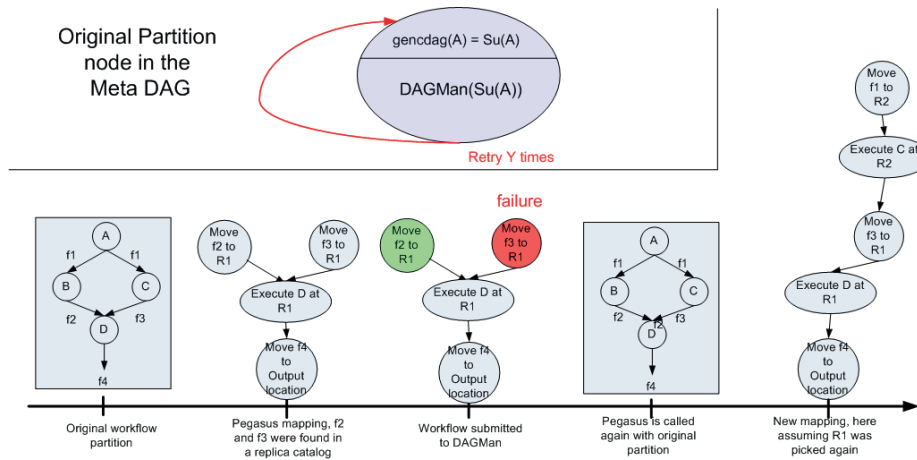 Original Partition
node in the
Meta DAG
gencdag(A) = Su(A)
DAGMan(Su(A))
Retry Y times
A
f1
f1
B
C
f2
f3
D
f4
Original workflow
partition
Move
f2 to
R1
Move
f3 to
R1
Execute D at
R1
Move f4
to
Output
location
Pegasus mapping, f2
and f3 were found in
a replica catalog
failure
Move
f2 to
R1
Move
f3 to
R1
Execute D at
R1
Move f4
to
Output
location
Workflow submitted
to DAGMan
A
f1
f1
B
C
f2
f2
f3
D
f4
Pegasus is called
again with original
partition
Move
f1 to
R2
Execute C at
R2
Move
f3 to
R1
Execute D at
R1
Move f4
to
Output
location
New mapping, here
assuming R1 was
picked again